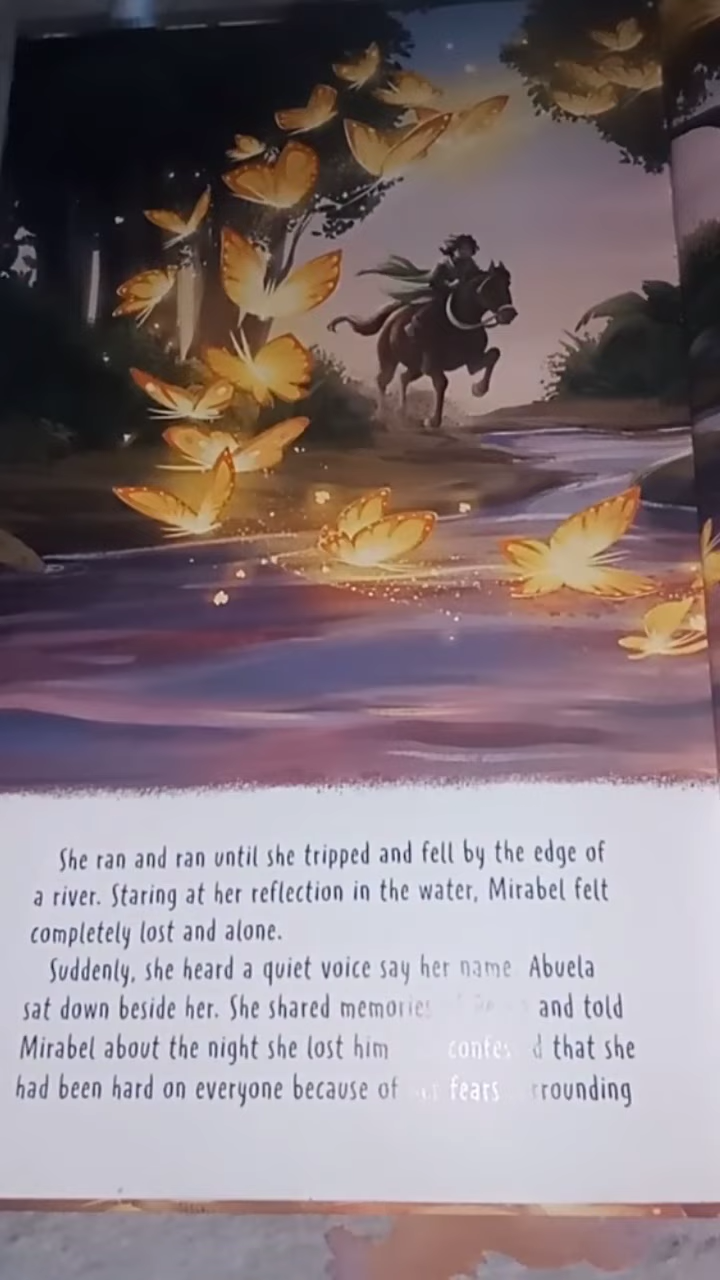 She ran and ran until she tripped and fell by the edge of
a river. Staring at her reflection in the water, Mirabel felt
completely lost and alone.
Suddenly, she heard a quiet voice say her name Abuela
sat down beside her. She shared memories and told
Mirabel about the night she lost him confessed that she
had been hard on everyone because of fears surrounding